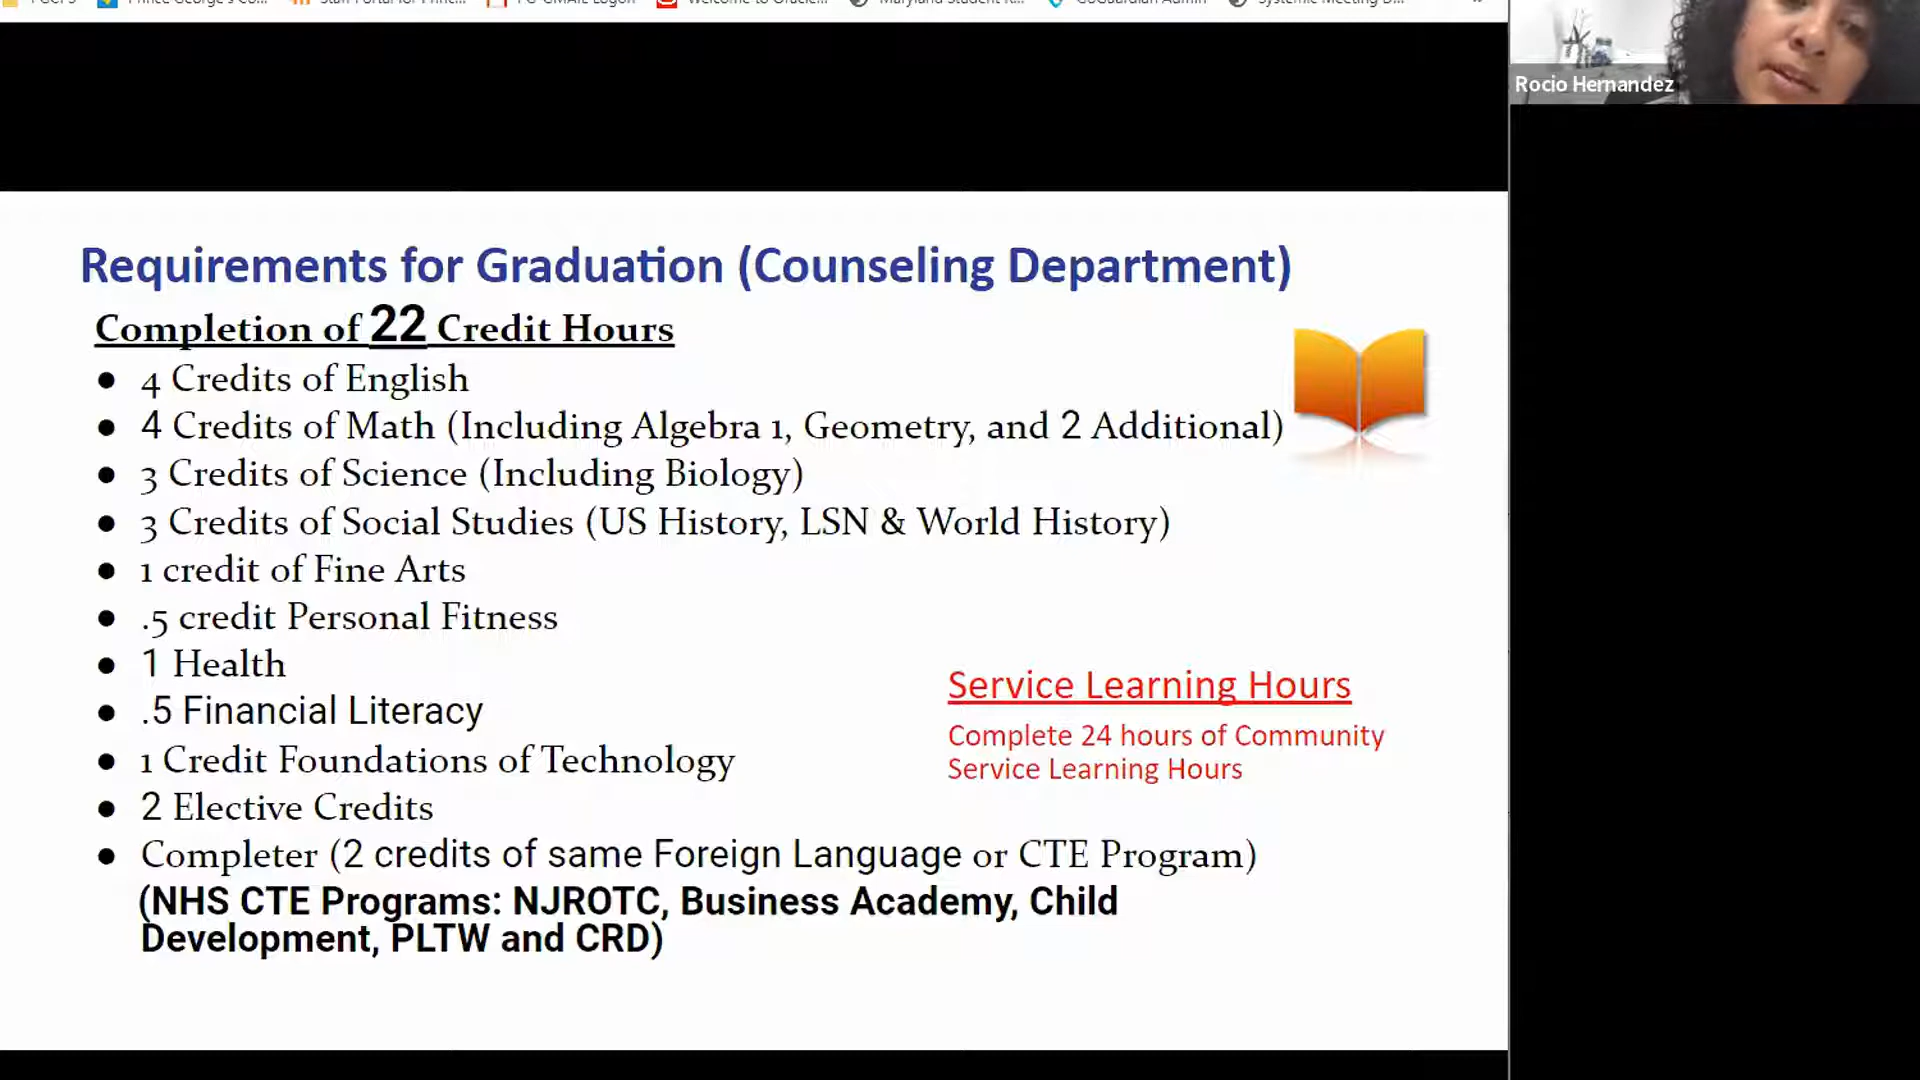 Rocio Hernandez
Requirements for Graduation (Counseling Department)
Completion of 22 Credit Hours
● 4 Credits of English
● 4 Credits of Math (Including Algebra 1, Geometry, and 2 Additional)
● 3 Credits of Science (Including Biology)
● 3 Credits of Social Studies (US History, LSN & World History)
● 1 credit of Fine Arts
● .5 credit Personal Fitness
● 1 Health
● .5 Financial Literacy
● 1 Credit Foundations of Technology
● 2 Elective Credits
● Completer (2 credits of same Foreign Language or CTE Program)
(NHS CTE Programs: NJROTC, Business Academy, Child
Development, PLTW and CRD)
Service Learning Hours
Complete 24 hours of Community
Service Learning Hours